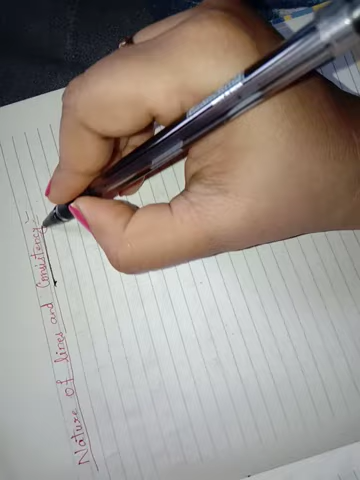 Nature of lines and Consistency :-